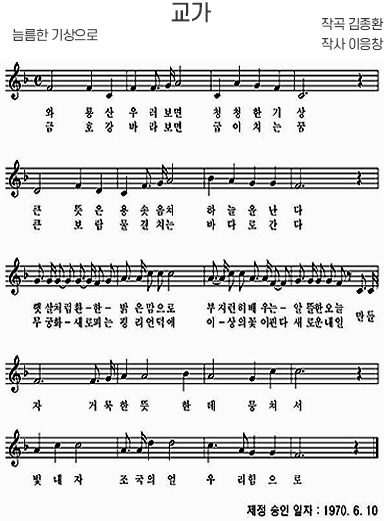 교가
작곡 김종환
늠름한 기상으로
작사 이응창
와 룡 산 우 러 보면 청 청 한 기 상
금 호 강 바 라 보면 굽 이 치 는 꿈
큰 뜻 은 용 솟 음쳐 하 늘 을 난 다
큰 보 람 물 결 치는 바 다 로 간 다
햇 살 처럼 환 - 한 - 밝 은 맘 으로 부 지런 히 배 우는 - 알 뜰한 오늘 만들
무 궁화 - 새 로 피는 푸 리 언덕 에 이 - 상 의 꽃 이 핀 다 새 로운 내일
자 거 룩 한 뜻 한 데 뭉 쳐 서
빛 내 자 조 국의 얼 우 리 힘 으 로
제정 승인 일자 : 1970. 6. 10